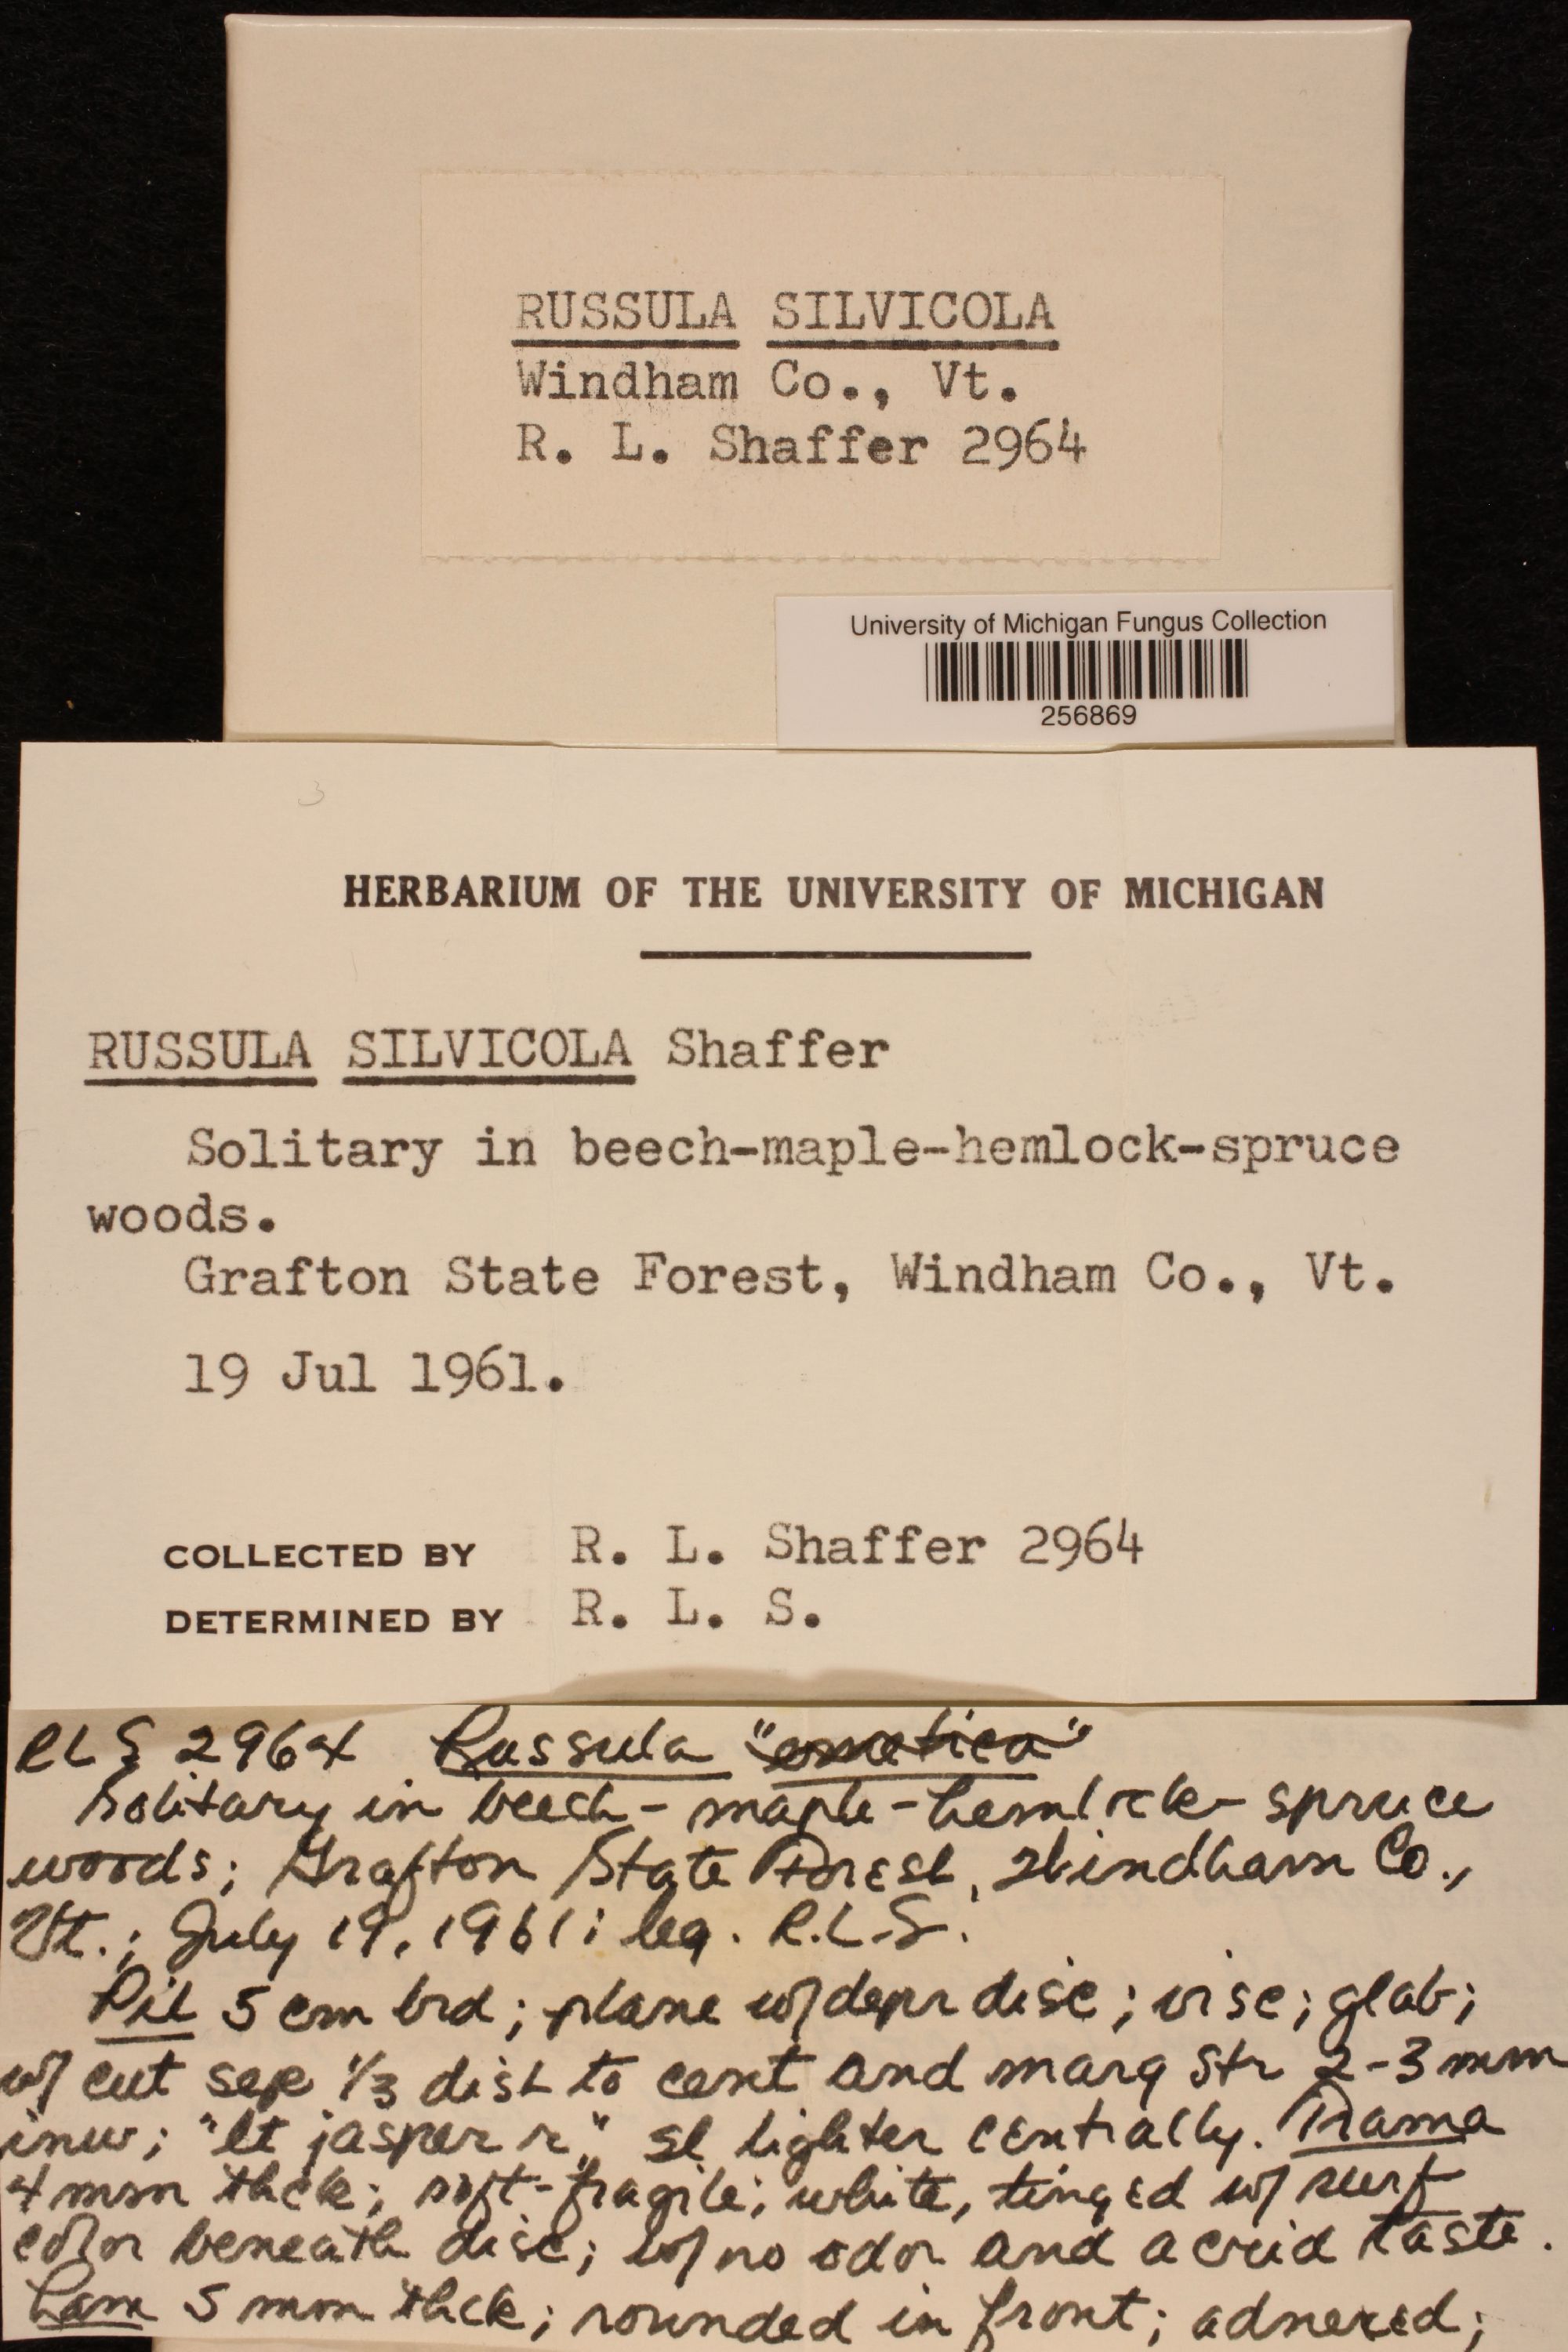 RUSSULA SILVICOLA
Windham Co., Vt.
R. L. Shaffer 2964
University of Michigan Fungus Collection
256869
3
HERBARIUM OF THE UNIVERSITY OF MICHIGAN
RUSSULA SILVICOLA Shaffer
Solitary in beech-maple-hemlock-spruce
woods.
Grafton State Forest, Windham Co., Vt.
19 Jul 1961.
COLLECTED BY R. L. Shaffer 2964
DETERMINED BY R. L. S.
RLS 2964 Russula "emetica"
Solitary in beech-maple-hemlock-spruce
woods; Grafton State Forest, Windham Co.,
Vt.; July 19, 1961; leg. R.L.S.
Pil 5 cm brd; plane w/ depr disc; visc; glab;
w/ cut sep 1/3 dist to cent and marg str 2-3 mm
inw; "lt jasper r", sl lighter centrally. Trama
4 mm thck; soft-fragile; white, tinged w/ surf
color beneath disc; w/ no odor and acrid taste.
Lam 5 mm thck; rounded in front; adnexed;